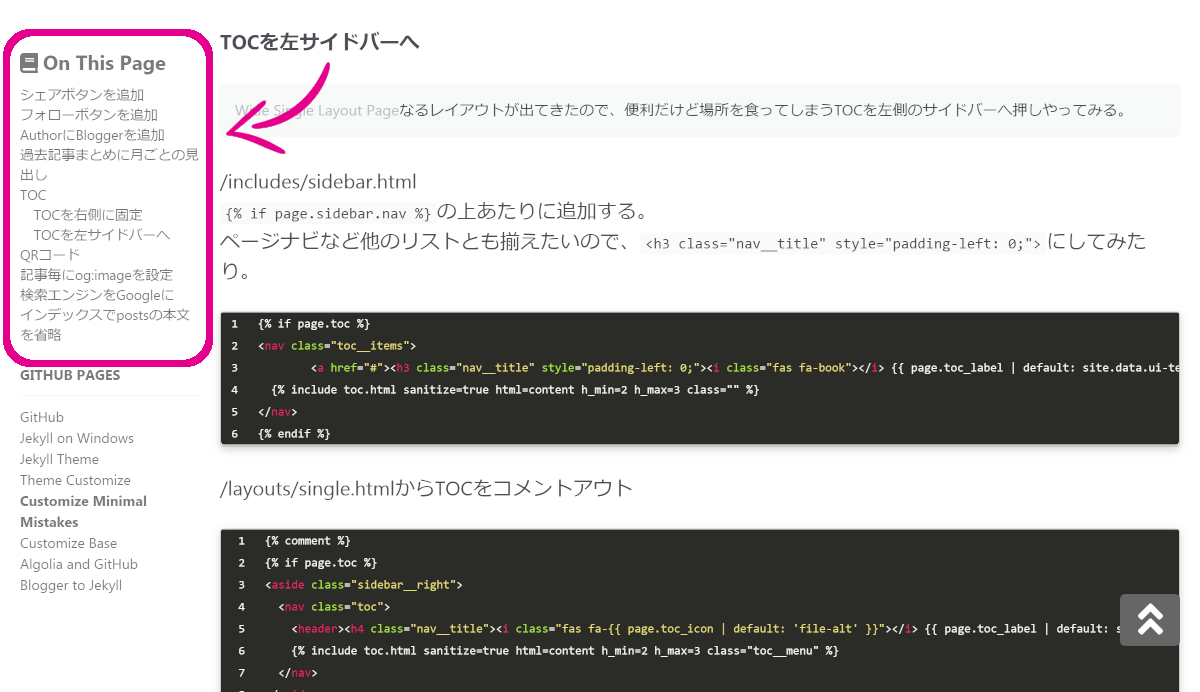 On This Page
シェアボタンを追加
フォローボタンを追加
AuthorにBloggerを追加
過去記事まとめに月ごとの見
出し
TOC
TOCを右側に固定
TOCを左サイドバーへ
QRコード
記事毎にog:imageを設定
検索エンジンをGoogleに
インデックスでpostsの本文
を省略
GITHUB PAGES
GitHub
Jekyll on Windows
Jekyll Theme
Theme Customize
Customize Minimal
Mistakes
Customize Base
Algolia and GitHub
Blogger to Jekyll
TOCを左サイドバーへ
Wide Single Layout Pageなるレイアウトが出てきたので、便利だけど場所を食ってしまうTOCを左側のサイドバーへ押しやってみる。
/includes/sidebar.html
{% if page.sidebar.nav %} の上あたりに追加する。
ページナビなど他のリストとも揃えたいので、 <h3 class="nav__title" style="padding-left: 0;"> にしてみた
り。
1 {% if page.toc %}
2 <nav class="toc__items">
3 <a href="#"><h3 class="nav__title" style="padding-left: 0;"><i class="fas fa-book"></i> {{ page.toc_label | default: site.data.ui-te
4 {% include toc.html sanitize=true html=content h_min=2 h_max=3 class="" %}
5 </nav>
6 {% endif %}
/layouts/single.htmlからTOCをコメントアウト
1 {% comment %}
2 {% if page.toc %}
3 <aside class="sidebar__right">
4 <nav class="toc">
5 <header><h4 class="nav__title"><i class="fas fa-{{ page.toc_icon | default: 'file-alt' }}"></i> {{ page.toc_label | default: s
6 {% include toc.html sanitize=true html=content h_min=2 h_max=3 class="toc__menu" %}
7 </nav>